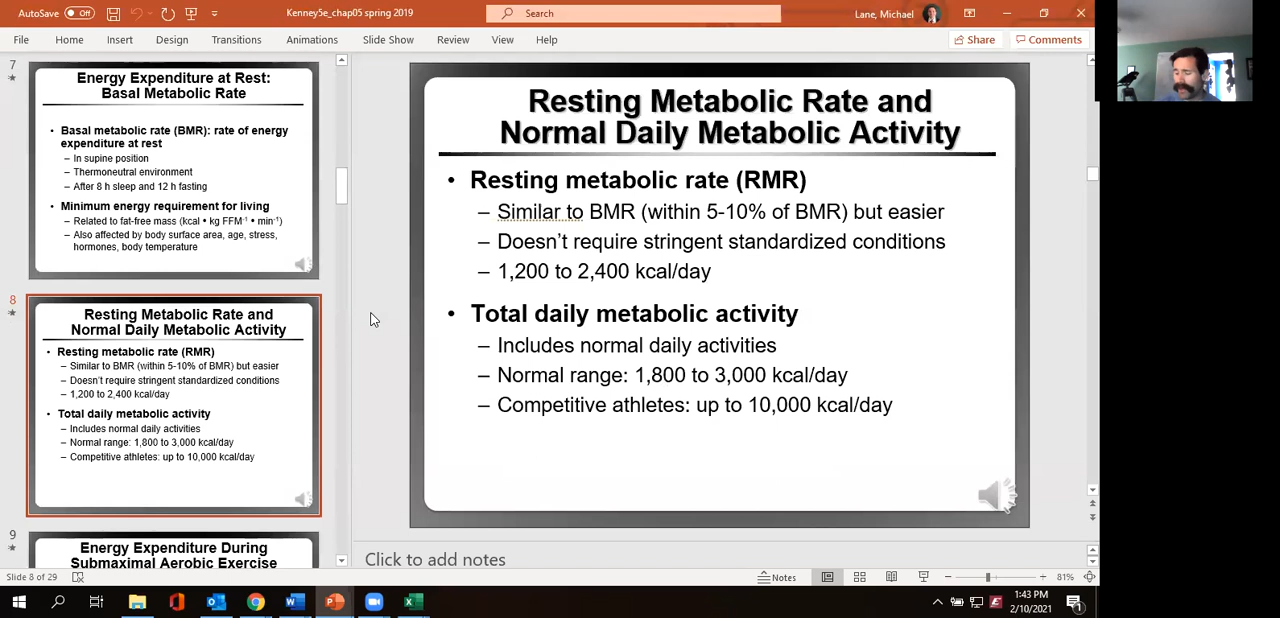 AutoSave Off
Kenney5e_chap05 spring 2019
Search
Lane, Michael
File Home Insert Design Transitions Animations Slide Show Review View Help
Share Comments
7
Energy Expenditure at Rest:
Basal Metabolic Rate
• Basal metabolic rate (BMR): rate of energy
expenditure at rest
– In supine position
– Thermoneutral environment
– After 8 h sleep and 12 h fasting
• Minimum energy requirement for living
– Related to fat-free mass (kcal • kg FFM⁻¹ • min⁻¹)
– Also affected by body surface area, age, stress,
hormones, body temperature
8
Resting Metabolic Rate and
Normal Daily Metabolic Activity
• Resting metabolic rate (RMR)
– Similar to BMR (within 5-10% of BMR) but easier
– Doesn't require stringent standardized conditions
– 1,200 to 2,400 kcal/day
• Total daily metabolic activity
– Includes normal daily activities
– Normal range: 1,800 to 3,000 kcal/day
– Competitive athletes: up to 10,000 kcal/day
9
Energy Expenditure During
Submaximal Aerobic Exercise
Resting Metabolic Rate and
Normal Daily Metabolic Activity
• Resting metabolic rate (RMR)
– Similar to BMR (within 5-10% of BMR) but easier
– Doesn't require stringent standardized conditions
– 1,200 to 2,400 kcal/day
• Total daily metabolic activity
– Includes normal daily activities
– Normal range: 1,800 to 3,000 kcal/day
– Competitive athletes: up to 10,000 kcal/day
Click to add notes
Slide 8 of 29
Notes
81%
1:43 PM
2/10/2021